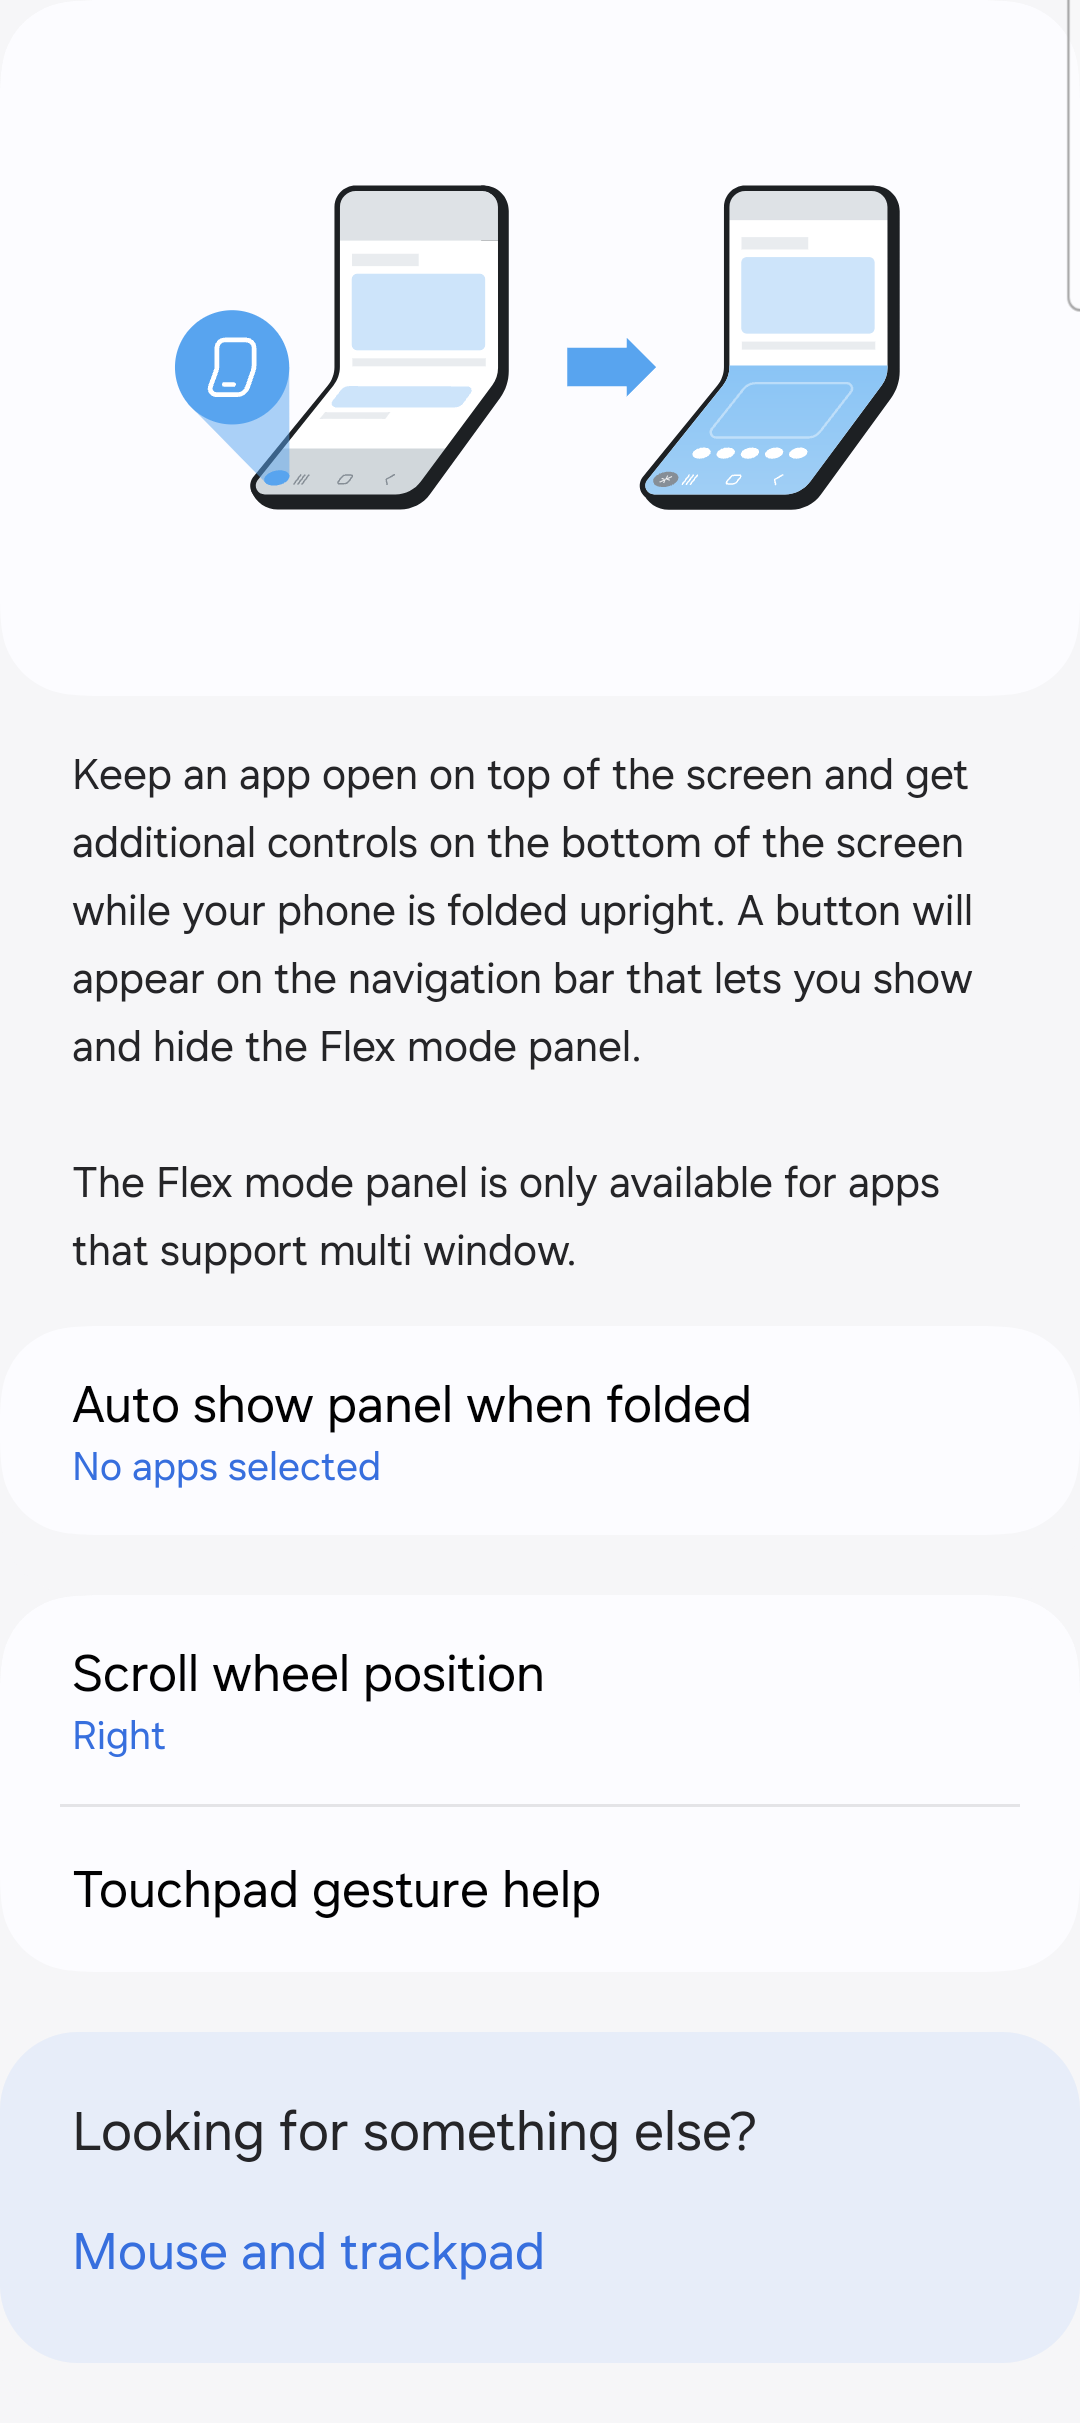 Keep an app open on top of the screen and get
additional controls on the bottom of the screen
while your phone is folded upright. A button will
appear on the navigation bar that lets you show
and hide the Flex mode panel.
The Flex mode panel is only available for apps
that support multi window.
Auto show panel when folded
No apps selected
Scroll wheel position
Right
Touchpad gesture help
Looking for something else?
Mouse and trackpad